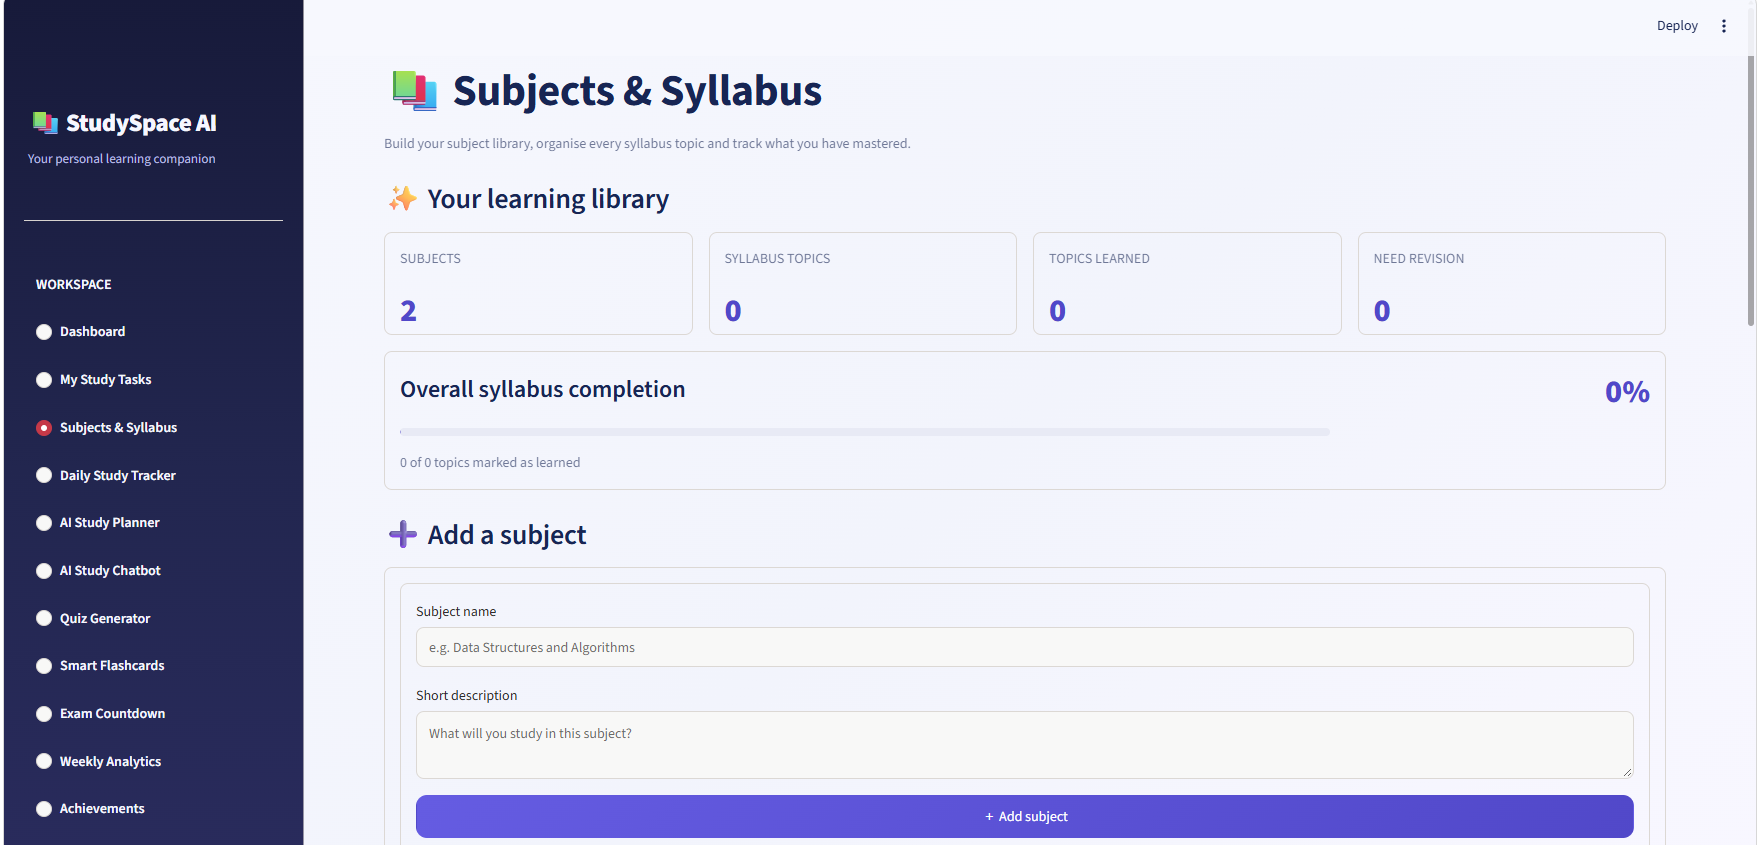 Deploy
StudySpace AI
Your personal learning companion
WORKSPACE
Dashboard
My Study Tasks
Subjects & Syllabus
Daily Study Tracker
AI Study Planner
AI Study Chatbot
Quiz Generator
Smart Flashcards
Exam Countdown
Weekly Analytics
Achievements
Subjects & Syllabus
Build your subject library, organise every syllabus topic and track what you have mastered.
Your learning library
SUBJECTS
2
SYLLABUS TOPICS
0
TOPICS LEARNED
0
NEED REVISION
0
Overall syllabus completion
0%
0 of 0 topics marked as learned
Add a subject
Subject name
e.g. Data Structures and Algorithms
Short description
What will you study in this subject?
+ Add subject